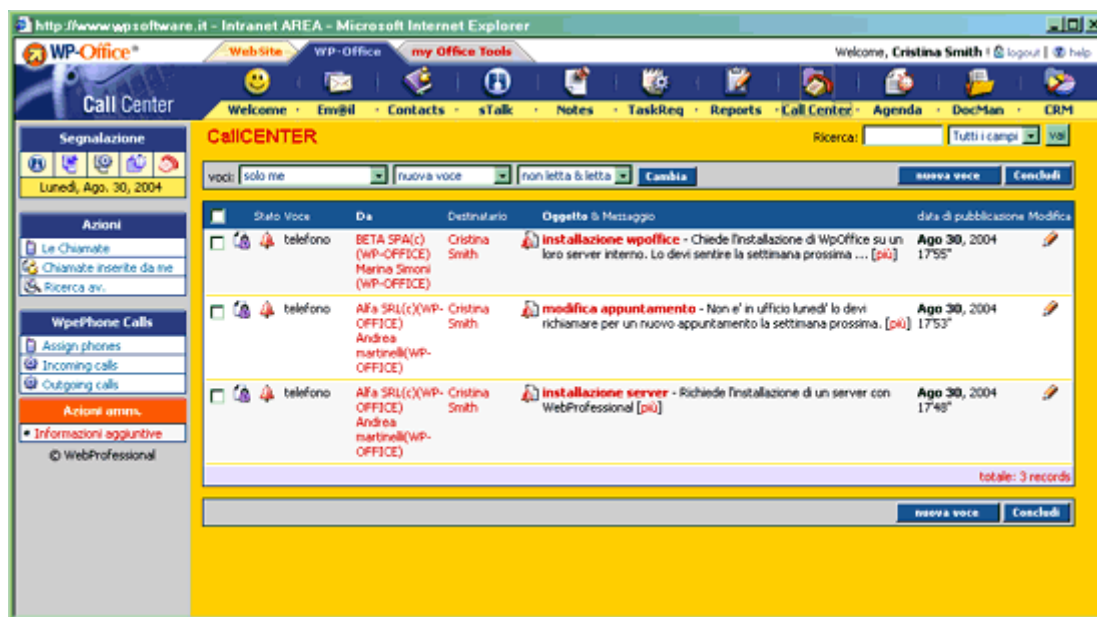 http://www.wpsoftware.it - Intranet AREA - Microsoft Internet Explorer
WP-Office®
WebSite WP-Office my Office Tools
Welcome, Cristina Smith | logout | help
Call Center
Welcome · Em@il · Contacts · sTalk · Notes · TaskReq · Reports · Call Center · Agenda · DocMan · CRM
Segnalazione
Lunedì, Ago. 30, 2004
Azioni
Le Chiamate
Chiamate inserite da me
Ricerca av.
WpePhone Calls
Assign phones
Incoming calls
Outgoing calls
Azioni amm.
• Informazioni aggiuntive
© WebProfessional
CallCENTER
Ricerca: Tutti i campi vai
voci: solo me nuova voce non letta & letta Cambia nuova voce Concludi
Stato Voce Da Destinatario Oggetto & Messaggio data di pubblicazione Modifica
telefono BETA SPA(c) Cristina installazione wpoffice - Chiede l'installazione di WpOffice su un Ago 30, 2004
(WP-OFFICE) Smith loro server interno. Lo devi sentire la settimana prossima ... [più] 17'55"
Marina Simoni
(WP-OFFICE)
telefono Alfa SRL(c)(WP- Cristina modifica appuntamento - Non e' in ufficio lunedi' lo devi Ago 30, 2004
OFFICE) Smith richiamare per un nuovo appuntamento la settimana prossima. [più] 17'53"
Andrea
martinelli(WP-
OFFICE)
telefono Alfa SRL(c)(WP- Cristina installazione server - Richiede l'installazione di un server con Ago 30, 2004
OFFICE) Smith WebProfessional [più] 17'48"
Andrea
martinelli(WP-
OFFICE)
totale: 3 records
nuova voce Concludi